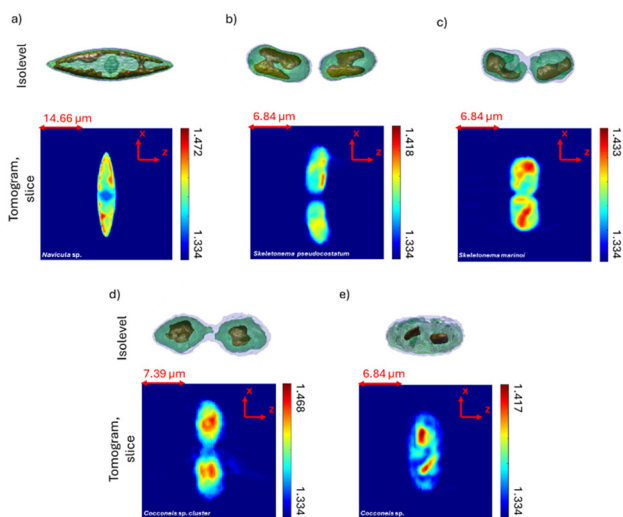 a)
b)
c)
Isolevel
14.66 µm
6.84 µm
6.84 µm
Tomogram,
slice
X
Z
1.472
1.334
Navicula sp.
X
Z
1.418
1.334
Skeletonema pseudocostatum
X
Z
1.433
1.334
Skeletonema marinoi
d)
e)
Isolevel
7.39 µm
6.84 µm
Tomogram,
slice
X
Z
1.468
1.334
Cocconeis sp. cluster
X
Z
1.417
1.334
Cocconeis sp.